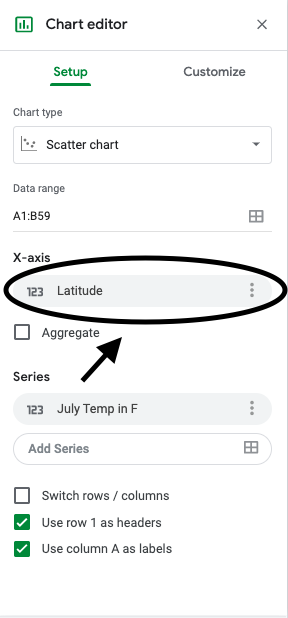 Chart editor
Setup Customize
Chart type
Scatter chart
Data range
A1:B59
X-axis
123 Latitude
Aggregate
Series
123 July Temp in F
Add Series
Switch rows / columns
Use row 1 as headers
Use column A as labels